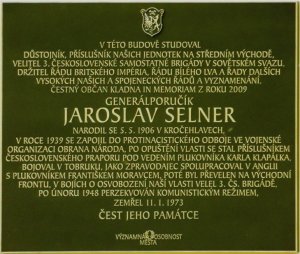 V TÉTO BUDOVĚ STUDOVAL
DŮSTOJNÍK, PŘÍSLUŠNÍK NAŠICH JEDNOTEK NA STŘEDNÍM VÝCHODĚ,
VELITEL 3. ČESKOSLOVENSKÉ SAMOSTATNÉ BRIGÁDY V SOVĚTSKÉM SVAZU,
DRŽITEL ŘÁDU BRITSKÉHO IMPÉRIA, ŘÁDU BÍLÉHO LVA A ŘADY DALŠÍCH
VYSOKÝCH NAŠICH A SPOJENECKÝCH ŘÁDŮ A VYZNAMENÁNÍ,
ČESTNÝ OBČAN KLADNA IN MEMORIAM Z ROKU 2009
GENERÁLPORUČÍK
JAROSLAV SELNER
NARODIL SE 5. 5. 1906 V KROČEHLAVECH,
V ROCE 1939 SE ZAPOJIL DO PROTINACISTICKÉHO ODBOJE VE VOJENSKÉ
ORGANIZACI OBRANA NÁRODA, PO OPUŠTĚNÍ VLASTI SE STAL PŘÍSLUŠNÍKEM
ČESKOSLOVENSKÉHO PRAPORU POD VEDENÍM PLUKOVNÍKA KARLA KLAPÁLKA,
BOJOVAL V TOBRUKU, JAKO ZPRAVODAJEC SPOLUPRACOVAL V ANGLII
S PLUKOVNÍKEM FRANTIŠKEM MORAVCEM, POTÉ BYL PŘEVELEN NA VÝCHODNÍ
FRONTU, V BOJÍCH O OSVOBOZENÍ NAŠÍ VLASTI VELEL 3. ČS. BRIGÁDĚ,
PO ÚNORU 1948 PERZEKVOVÁN KOMUNISTICKÝM REŽIMEM,
ZEMŘEL 11. 1. 1973
ČEST JEHO PAMÁTCE
VÝZNAMNÁ OSOBNOST
MĚSTA